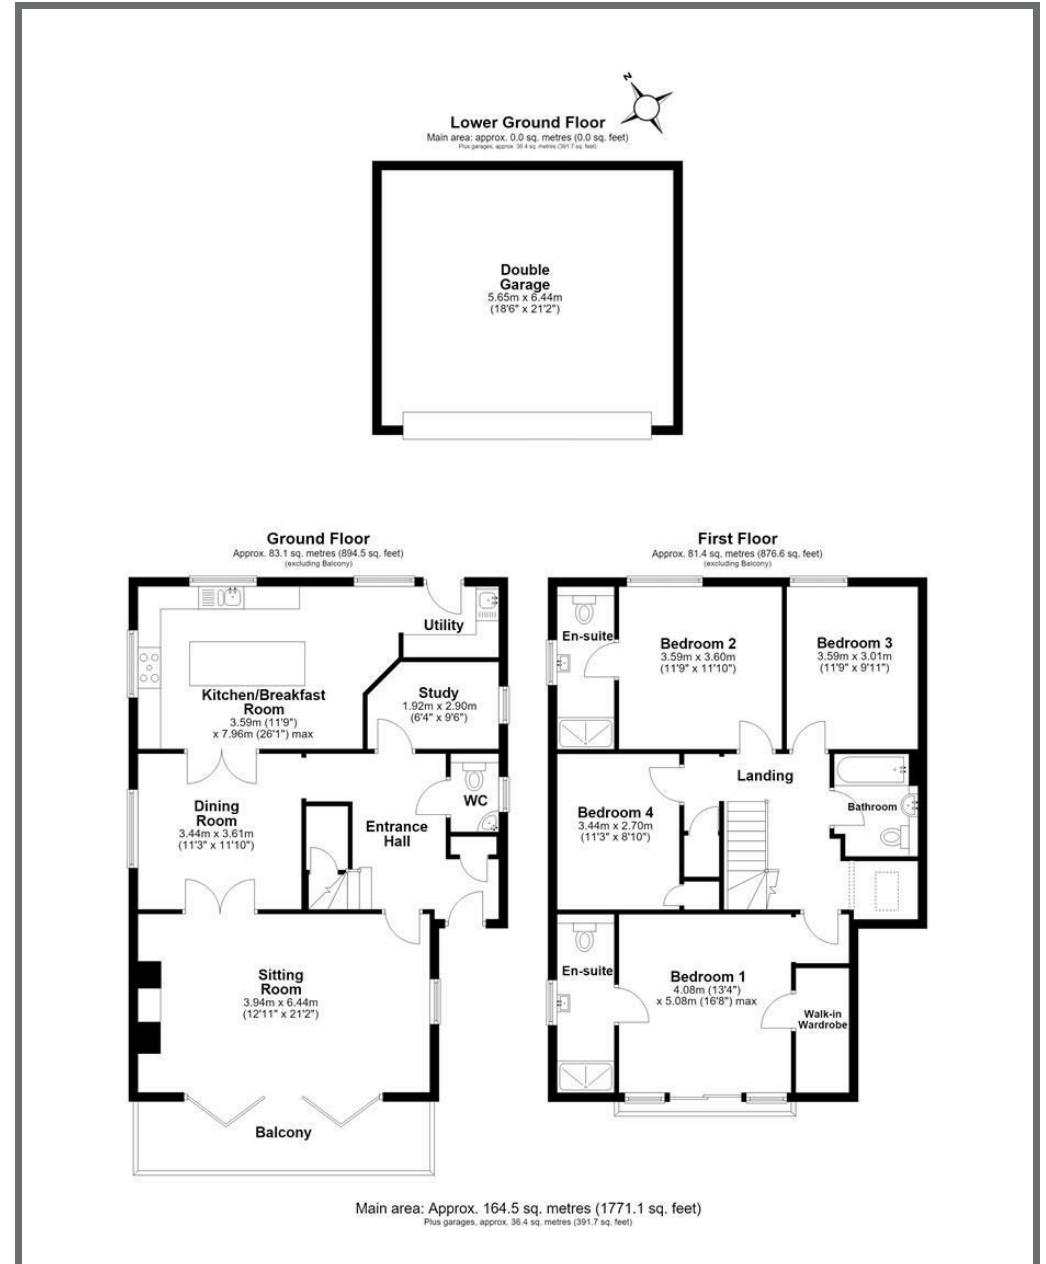 N
Lower Ground Floor
Main area: approx. 0.0 sq. metres (0.0 sq. feet)
Plus garages, approx. 36.4 sq. metres (391.7 sq. feet)
Double
Garage
5.65m x 6.44m
(18'6" x 21'2")
Ground Floor
Approx. 83.1 sq. metres (894.5 sq. feet)
(excluding Balcony)
Utility
Kitchen/Breakfast
Room
3.59m (11'9")
x 7.96m (26'1") max
Study
1.92m x 2.90m
(6'4" x 9'6")
Dining
Room
3.44m x 3.61m
(11'3" x 11'10")
WC
Entrance
Hall
Sitting
Room
3.94m x 6.44m
(12'11" x 21'2")
Balcony
First Floor
Approx. 81.4 sq. metres (876.6 sq. feet)
(excluding Balcony)
En-suite
Bedroom 2
3.59m x 3.60m
(11'9" x 11'10")
Bedroom 3
3.59m x 3.01m
(11'9" x 9'11")
Landing
Bedroom 4
3.44m x 2.70m
(11'3" x 8'10")
Bathroom
En-suite
Bedroom 1
4.08m (13'4")
x 5.08m (16'8") max
Walk-in
Wardrobe
Main area: Approx. 164.5 sq. metres (1771.1 sq. feet)
Plus garages, approx. 36.4 sq. metres (391.7 sq. feet)